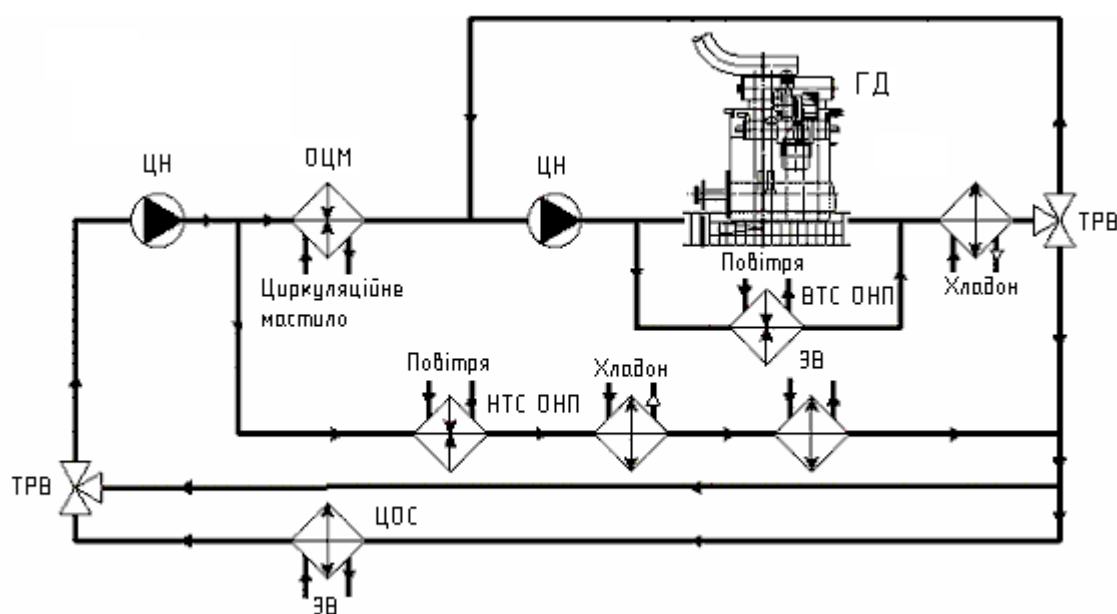 ГД
ЦН
ОЦМ
ЦН
ТРВ
Циркуляційне
мастило
Повітря
ВТС ОНП
Хладон
Повітря
НТС ОНП
Хладон
ЗВ
ТРВ
ЦОС
ЗВ